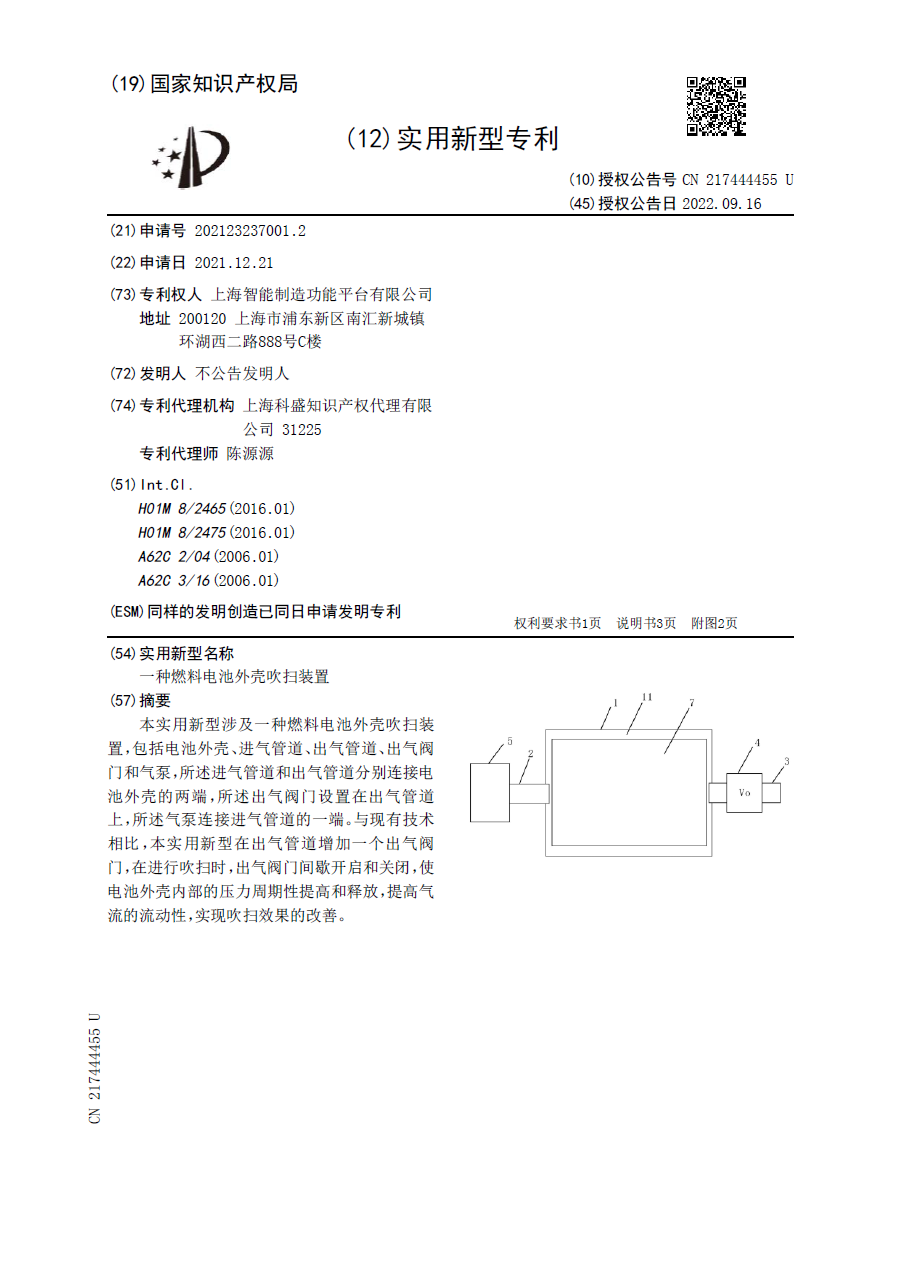 (19)国家知识产权局
(12)实用新型专利
(10)授权公告号 CN 217444455 U
(45)授权公告日 2022.09.16
(21)申请号 202123237001.2
(22)申请日 2021.12.21
(73)专利权人 上海智能制造功能平台有限公司
地址 200120 上海市浦东新区南汇新城镇
环湖西二路888号C楼
(72)发明人 不公告发明人
(74)专利代理机构 上海科盛知识产权代理有限
公司 31225
专利代理师 陈源源
(51)Int.Cl.
H01M 8/2465(2016.01)
H01M 8/2475(2016.01)
A62C 2/04(2006.01)
A62C 3/16(2006.01)
(ESM)同样的发明创造已同日申请发明专利
权利要求书1页 说明书3页 附图2页
(54)实用新型名称
一种燃料电池外壳吹扫装置
(57)摘要
本实用新型涉及一种燃料电池外壳吹扫装
置,包括电池外壳、进气管道、出气管道、出气阀
门和气泵,所述进气管道和出气管道分别连接电
池外壳的两端,所述出气阀门设置在出气管道
上,所述气泵连接进气管道的一端。与现有技术
相比,本实用新型在出气管道增加一个出气阀
门,在进行吹扫时,出气阀门间歇开启和关闭,使
电池外壳内部的压力周期性提高和释放,提高气
流的流动性,实现吹扫效果的改善。
1
11
7
5
2
4
3
Vo
CN 217444455 U